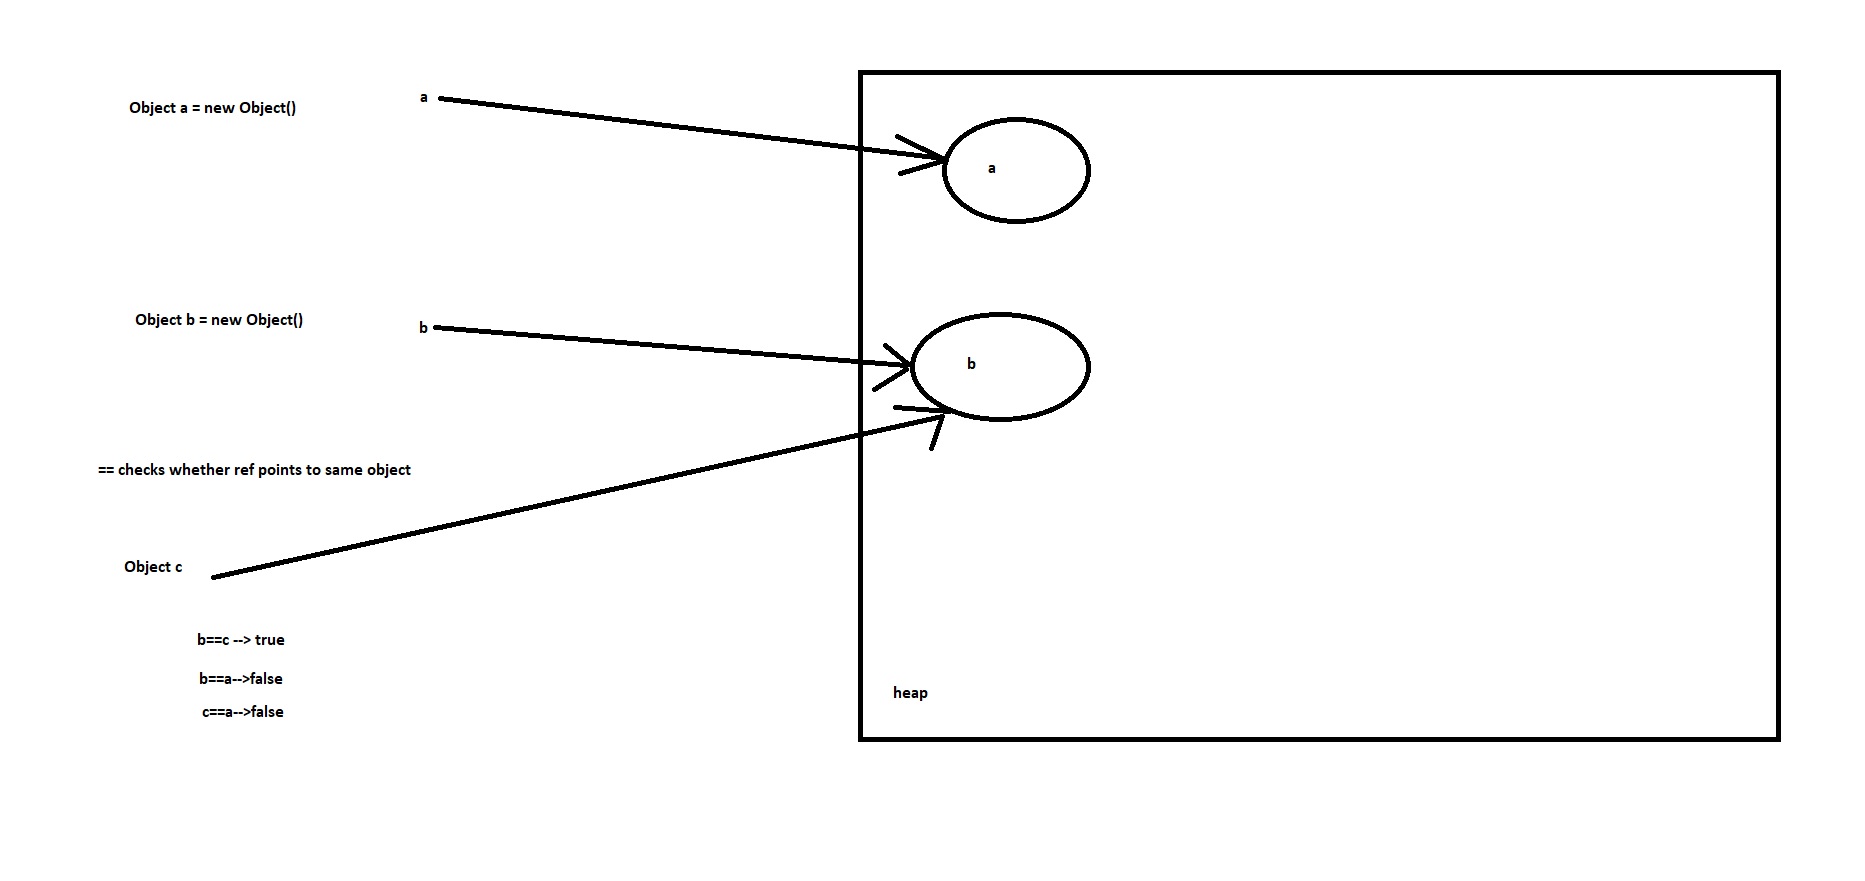 Object a = new Object()
a
a
Object b = new Object()
b
b
== checks whether ref points to same object
Object c
b==c --> true
b==a-->false
c==a-->false
heap